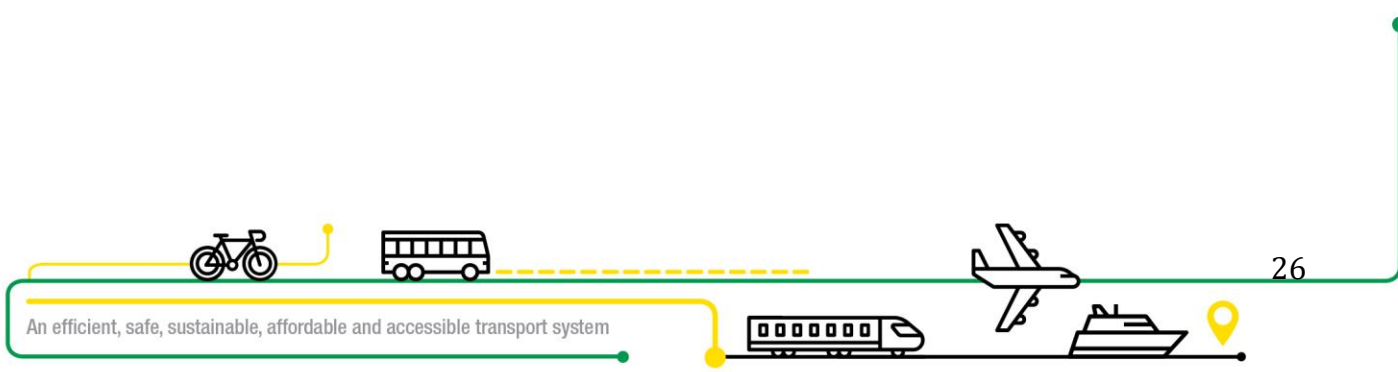 26
An efficient, safe, sustainable, affordable and accessible transport system